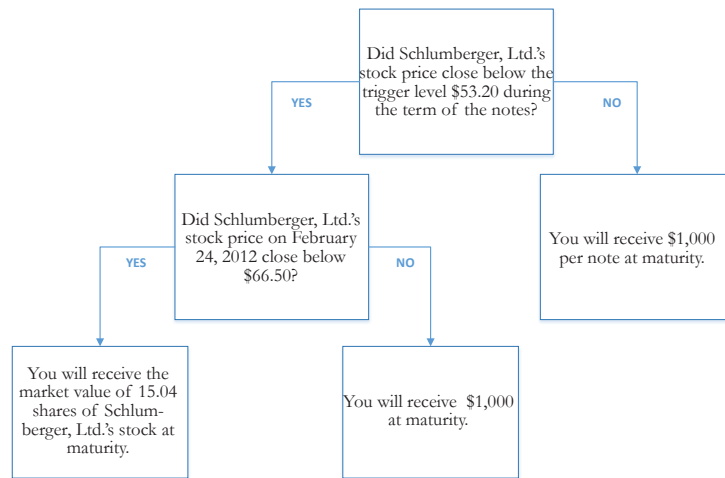 Did Schlumberger, Ltd.'s
stock price close below the
trigger level $53.20 during
the term of the notes?
YES
NO
Did Schlumberger, Ltd.'s
stock price on February
24, 2012 close below
$66.50?
You will receive $1,000
per note at maturity.
YES
NO
You will receive the
market value of 15.04
shares of Schlum-
berger, Ltd.'s stock at
maturity.
You will receive $1,000
at maturity.